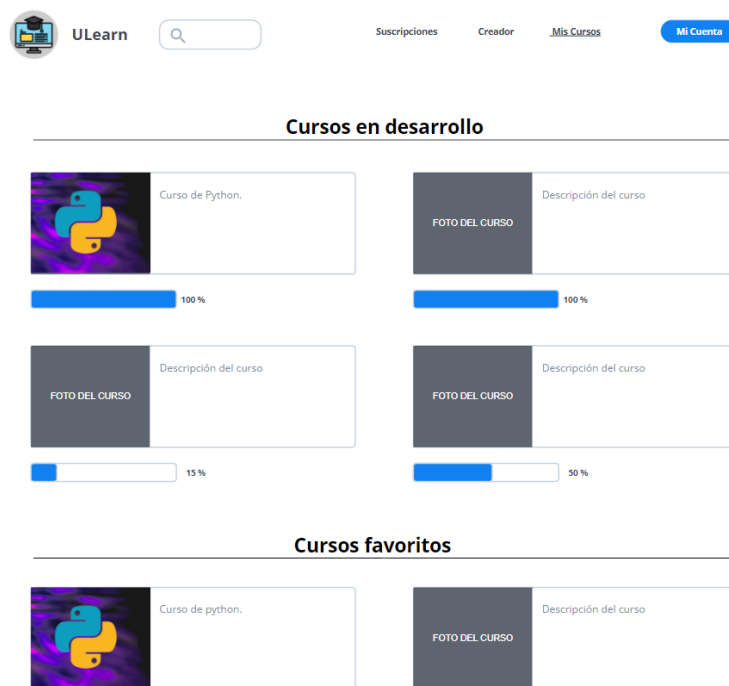 ULearn
Suscripciones Creador Mis Cursos Mi Cuenta
Cursos en desarrollo
Curso de Python.
FOTO DEL CURSO
Descripción del curso
100 %
100 %
FOTO DEL CURSO
Descripción del curso
FOTO DEL CURSO
Descripción del curso
15 %
50 %
Cursos favoritos
Curso de python.
FOTO DEL CURSO
Descripción del curso